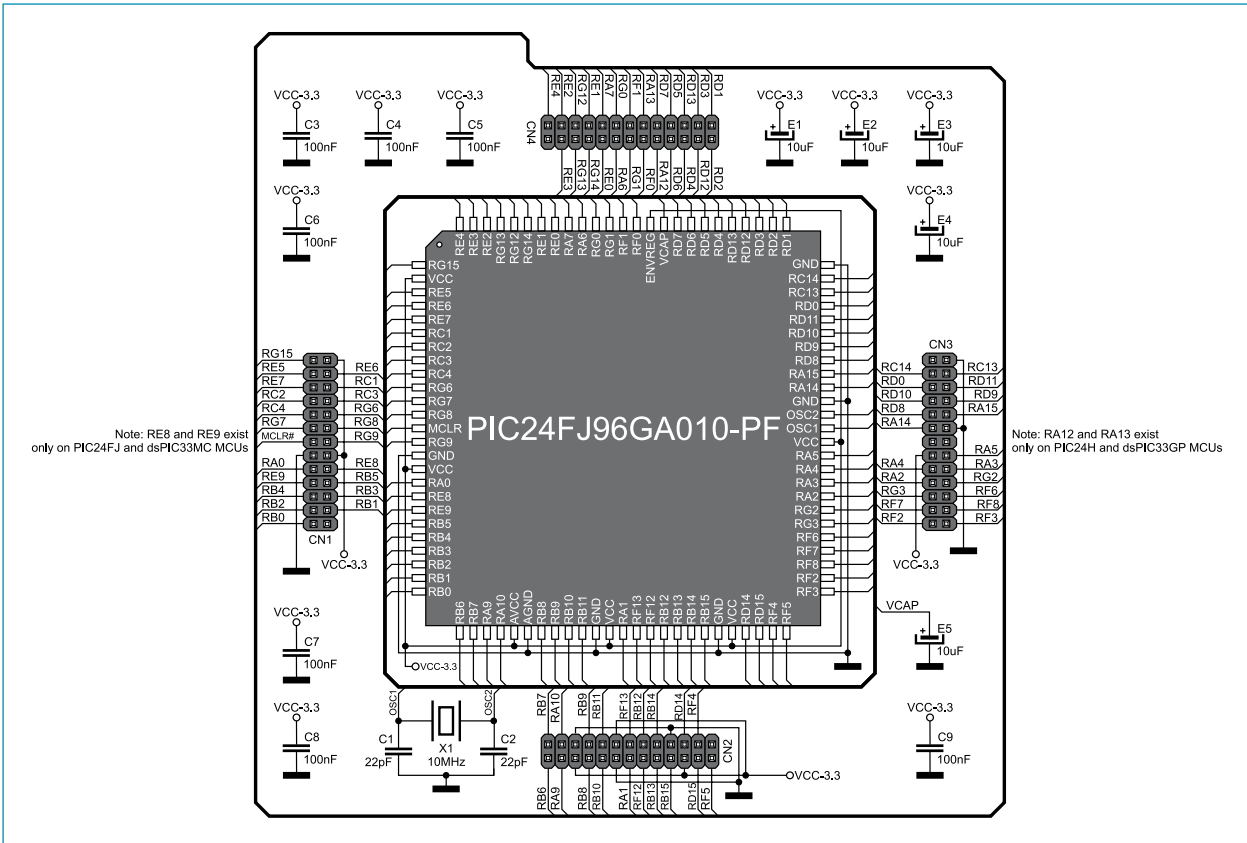 RE4
RE2
RG12
RE1
RA7
RG0
RF1
RA13
RD7
RD5
RD13
RD3
RD1
CN4
RE3
RG13
RG14
RE0
RA6
RG1
RF0
RA12
RD6
RD4
RD12
RD2
VCC-3.3
C3
100nF
VCC-3.3
C4
100nF
VCC-3.3
C5
100nF
VCC-3.3
E1
10uF
VCC-3.3
E2
10uF
VCC-3.3
E3
10uF
VCC-3.3
C6
100nF
VCC-3.3
E4
10uF
RE4
RE3
RE2
RG13
RG12
RG14
RE1
RE0
RA7
RA6
RG0
RG1
RF1
RF0
ENVREG
VCAP
RD7
RD6
RD5
RD4
RD13
RD12
RD3
RD2
RD1
RG15
VCC
RE5
RE6
RE7
RC1
RC2
RC3
RC4
RG6
RG7
RG8
MCLR
RG9
GND
VCC
RA0
RE8
RE9
RB5
RB4
RB3
RB2
RB1
RB0
PIC24FJ96GA010-PF
GND
RC14
RC13
RD0
RD11
RD10
RD9
RD8
RA15
RA14
GND
OSC2
OSC1
VCC
RA5
RA4
RA3
RA2
RG2
RG3
RF6
RF7
RF8
RF2
RF3
RB6
RB7
RA9
RA10
AVCC
AGND
RB8
RB9
RB10
RB11
GND
VCC
RA1
RF13
RF12
RB12
RB13
RB14
RB15
GND
VCC
RD14
RD15
RF4
RF5
RG15
RE5
RE7
RC2
RC4
RG7
MCLR#
RA0
RE9
RB4
RB2
RB0
RE6
RC1
RC3
RG6
RG8
RG9
RE8
RB5
RB3
RB1
CN1
VCC-3.3
Note: RE8 and RE9 exist
only on PIC24FJ and dsPIC33MC MCUs
CN3
RC14
RD0
RD10
RD8
RA14
RA4
RA2
RG3
RF7
RF2
RC13
RD11
RD9
RA15
RA5
RA3
RG2
RF6
RF8
RF3
VCC-3.3
Note: RA12 and RA13 exist
only on PIC24H and dsPIC33GP MCUs
VCC-3.3
C7
100nF
VCC-3.3
VCAP
E5
10uF
VCC-3.3
C8
100nF
OSC1
OSC2
C1
22pF
X1
10MHz
C2
22pF
RB7
RA10
RB9
RB11
RF13
RB12
RB14
RD14
RF4
CN2
RB6
RA9
RB8
RB10
RA1
RF12
RB13
RB15
RD15
RF5
VCC-3.3
VCC-3.3
C9
100nF